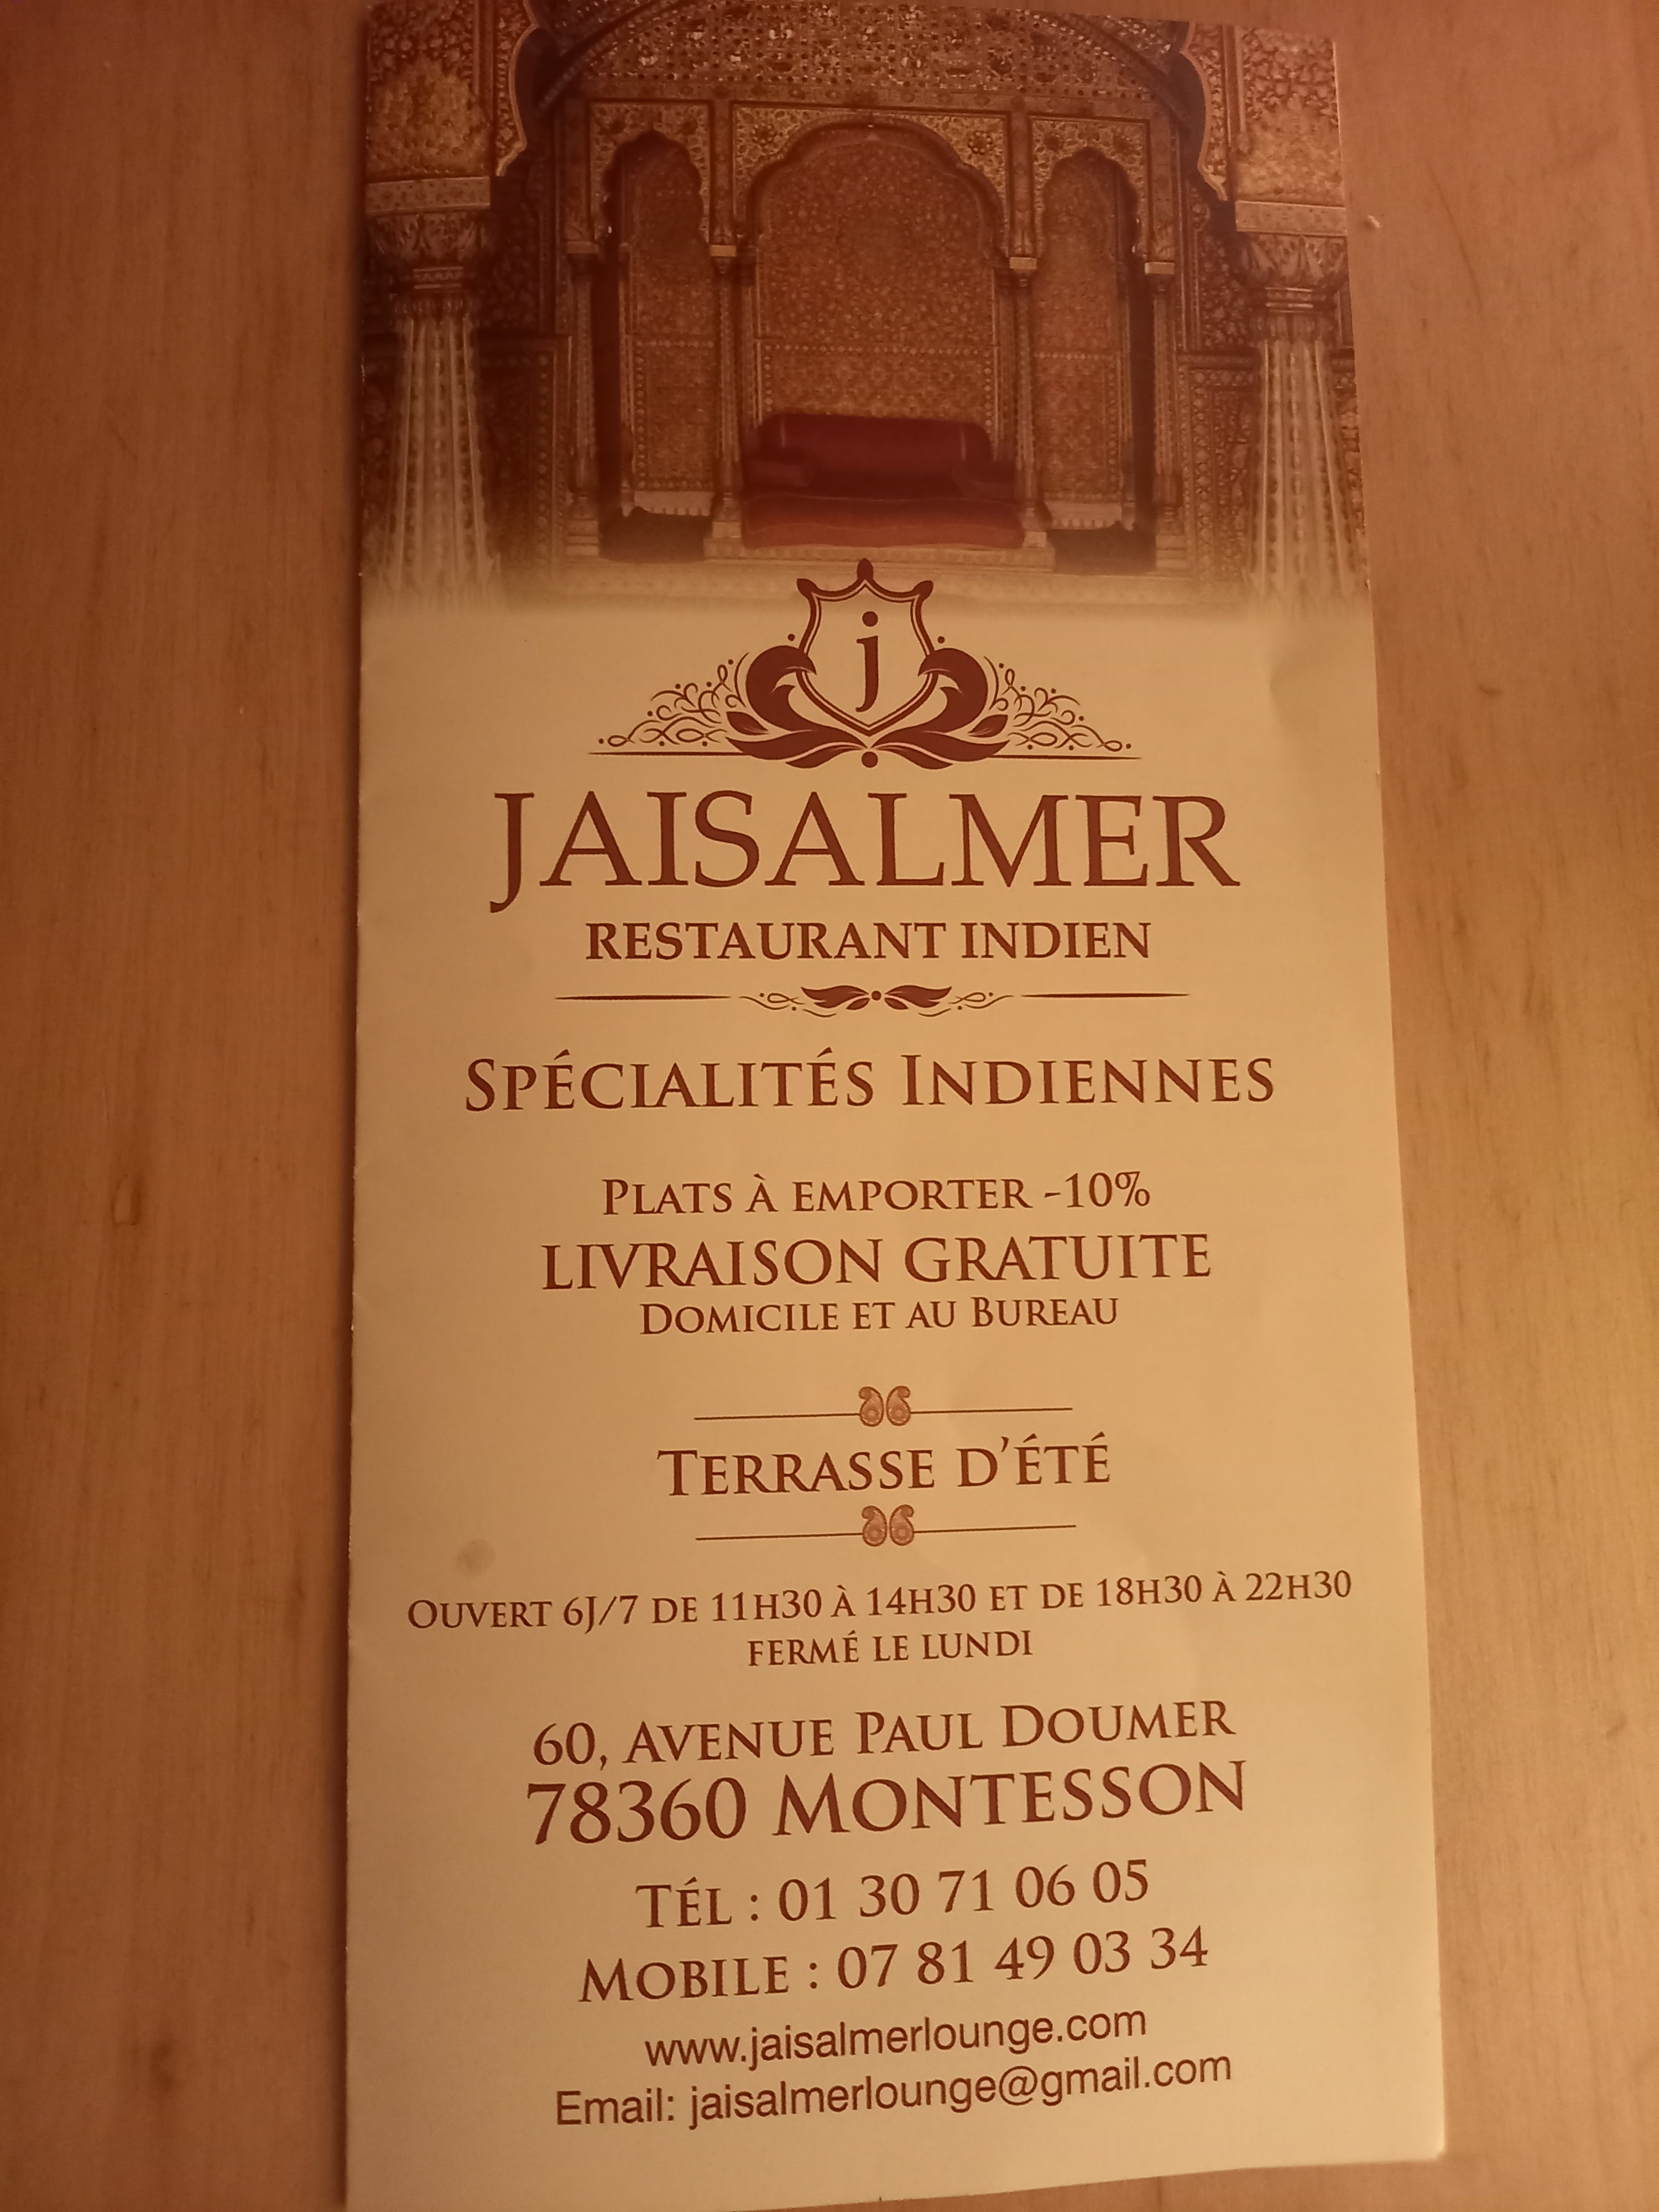 j
JAISALMER
RESTAURANT INDIEN
SPÉCIALITÉS INDIENNES
PLATS À EMPORTER -10%
LIVRAISON GRATUITE
DOMICILE ET AU BUREAU
TERRASSE D'ÉTÉ
OUVERT 6J/7 DE 11H30 À 14H30 ET DE 18H30 À 22H30
FERMÉ LE LUNDI
60, AVENUE PAUL DOUMER
78360 MONTESSON
TÉL : 01 30 71 06 05
MOBILE : 07 81 49 03 34
www.jaisalmerlounge.com
Email: jaisalmerlounge@gmail.com